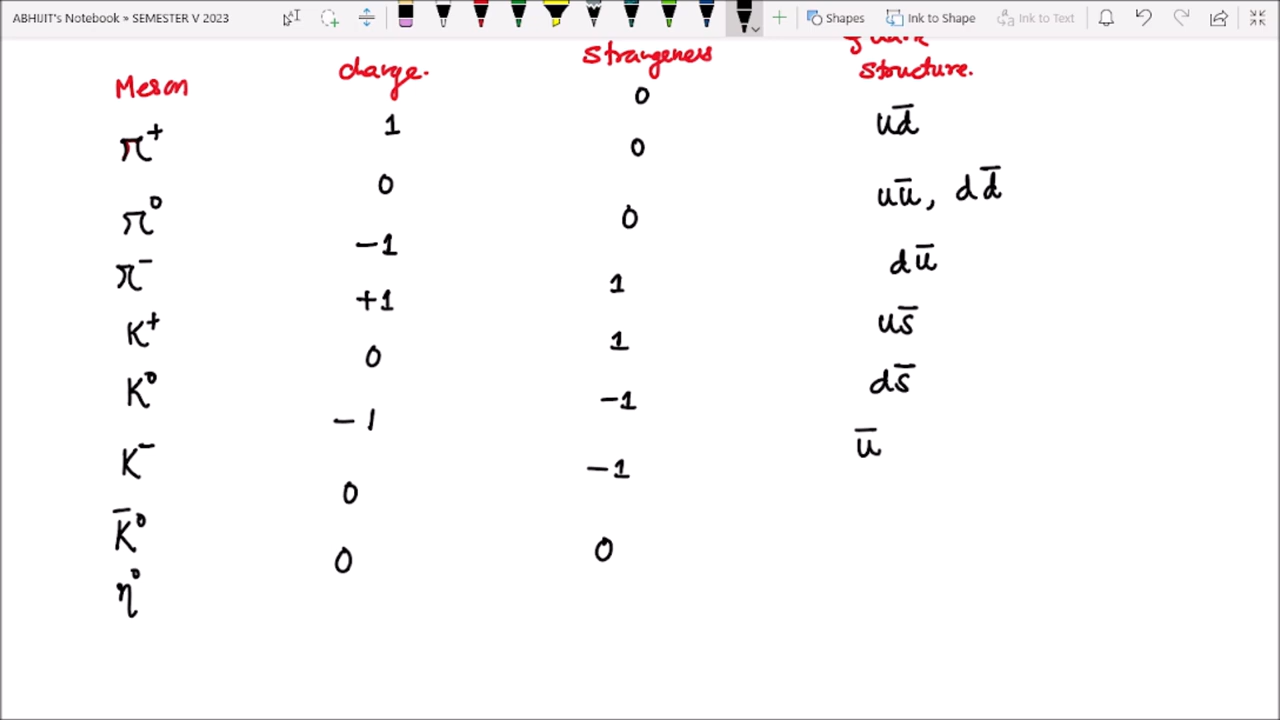 ABHIJIT's Notebook » SEMESTER V 2023 Shapes Ink to Shape Ink to Text
Meson charge. Strangeness structure.
π⁺ 1 0 ud̅
π⁰ 0 0 uu̅, dd̅
π⁻ -1 0 du̅
K⁺ +1 1 us̅
K⁰ 0 1 ds̅
K⁻ -1 -1 u̅
K̅⁰ 0 -1
η⁰ 0 0